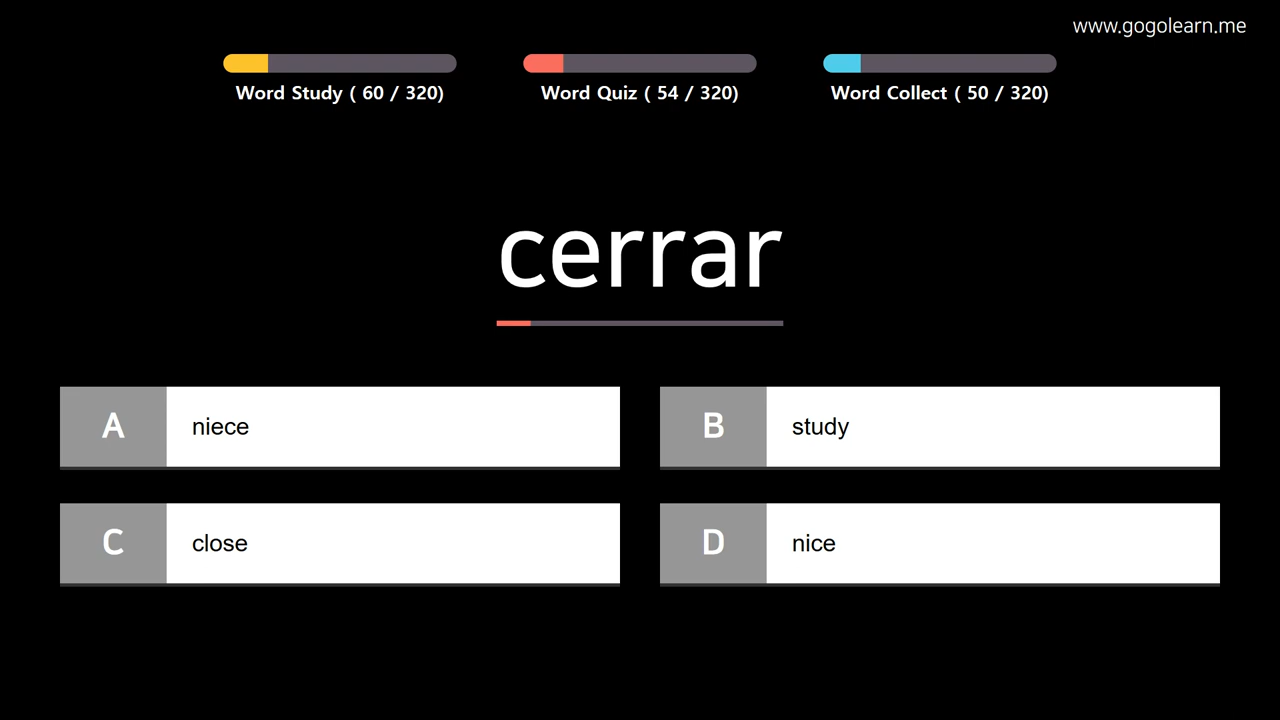 www.gogolearn.me
Word Study ( 60 / 320)
Word Quiz ( 54 / 320)
Word Collect ( 50 / 320)
cerrar
A niece
B study
C close
D nice